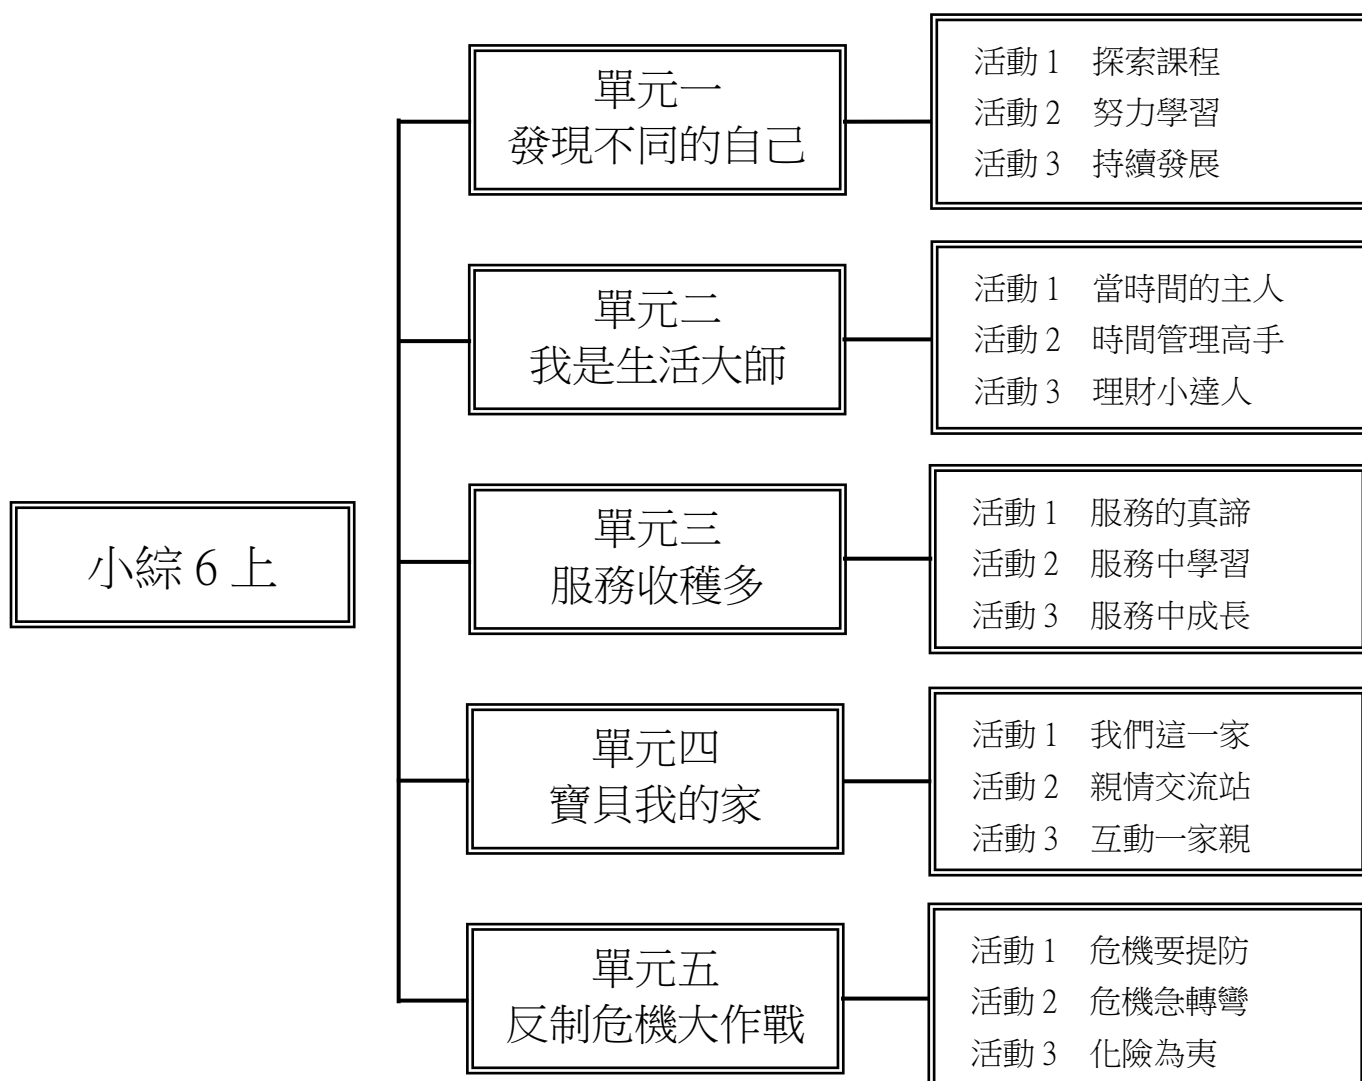 小綜 6 上
單元一
發現不同的自己
活動 1 探索課程
活動 2 努力學習
活動 3 持續發展
單元二
我是生活大師
活動 1 當時間的主人
活動 2 時間管理高手
活動 3 理財小達人
單元三
服務收穫多
活動 1 服務的真諦
活動 2 服務中學習
活動 3 服務中成長
單元四
寶貝我的家
活動 1 我們這一家
活動 2 親情交流站
活動 3 互動一家親
單元五
反制危機大作戰
活動 1 危機要提防
活動 2 危機急轉彎
活動 3 化險為夷